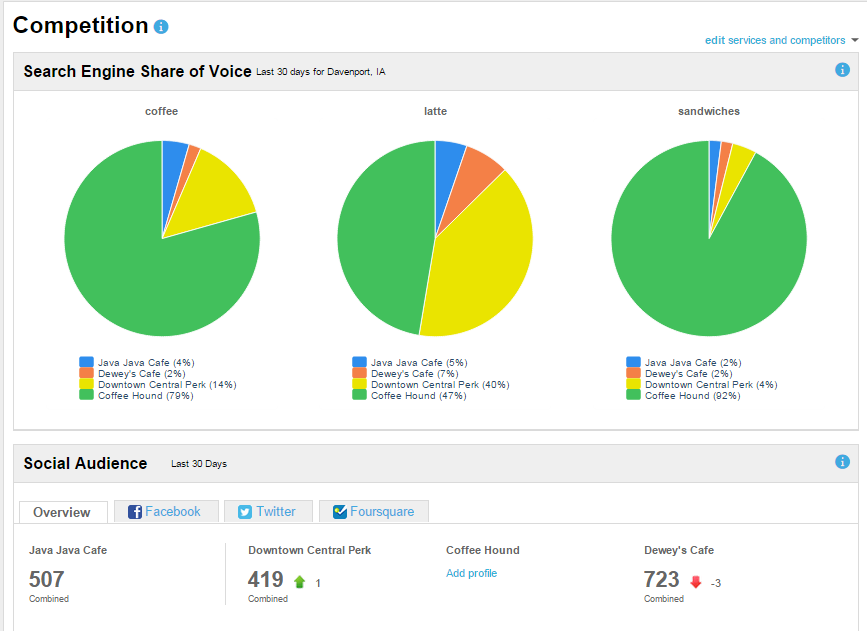 Competition
edit services and competitors
Search Engine Share of Voice Last 30 days for Davenport, IA
coffee
Java Java Cafe (4%)
Dewey's Cafe (2%)
Downtown Central Perk (14%)
Coffee Hound (79%)
latte
Java Java Cafe (5%)
Dewey's Cafe (7%)
Downtown Central Perk (40%)
Coffee Hound (47%)
sandwiches
Java Java Cafe (2%)
Dewey's Cafe (2%)
Downtown Central Perk (4%)
Coffee Hound (92%)
Social Audience Last 30 Days
Overview Facebook Twitter Foursquare
Java Java Cafe
507
Combined
Downtown Central Perk
419 1
Combined
Coffee Hound
Add profile
Dewey's Cafe
723 -3
Combined